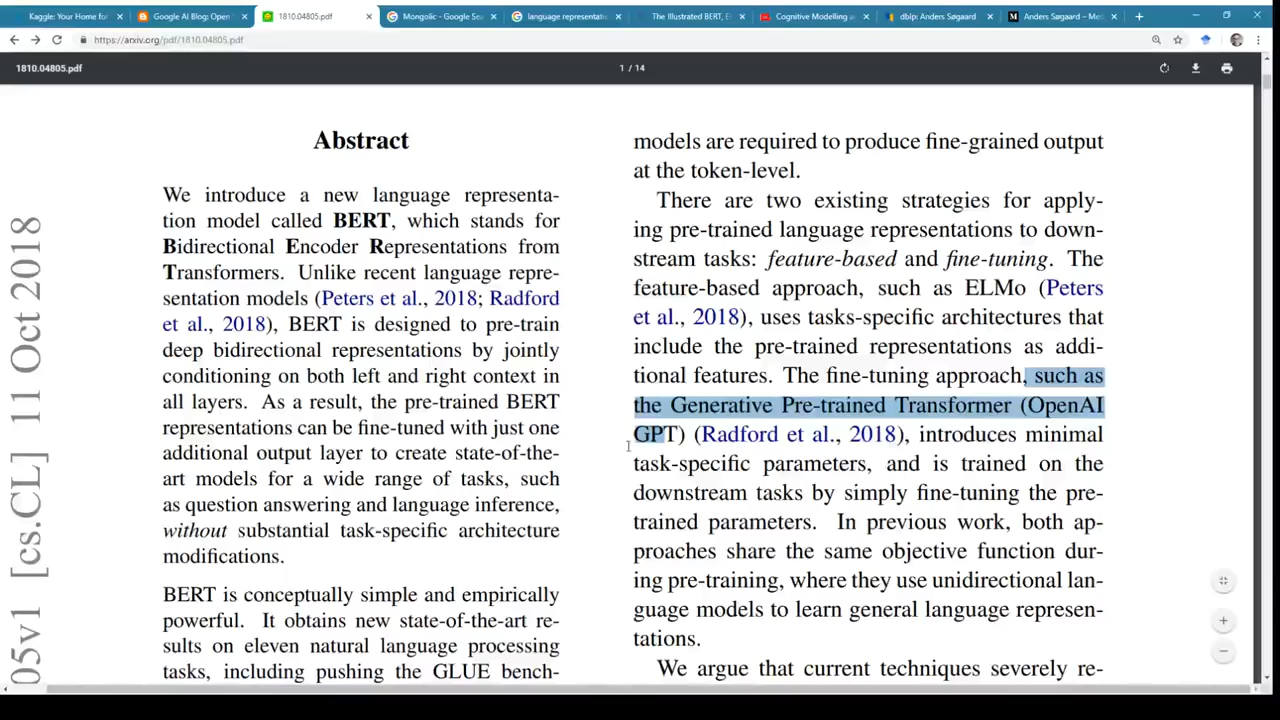 Kaggle: Your Home fo
Google AI Blog: Open
1810.04805.pdf
Mongolic - Google Se
language representati
The Illustrated BERT, E
Cognitive Modelling a
dblp: Anders Søgaard
Anders Søgaard – Me
https://arxiv.org/pdf/1810.04805.pdf
1810.04805.pdf
1 / 14
05v1 [cs.CL] 11 Oct 2018
Abstract
We introduce a new language representa-
tion model called BERT, which stands for
Bidirectional Encoder Representations from
Transformers. Unlike recent language repre-
sentation models (Peters et al., 2018; Radford
et al., 2018), BERT is designed to pre-train
deep bidirectional representations by jointly
conditioning on both left and right context in
all layers. As a result, the pre-trained BERT
representations can be fine-tuned with just one
additional output layer to create state-of-the-
art models for a wide range of tasks, such
as question answering and language inference,
without substantial task-specific architecture
modifications.
BERT is conceptually simple and empirically
powerful. It obtains new state-of-the-art re-
sults on eleven natural language processing
tasks, including pushing the GLUE bench-
models are required to produce fine-grained output
at the token-level.
There are two existing strategies for apply-
ing pre-trained language representations to down-
stream tasks: feature-based and fine-tuning. The
feature-based approach, such as ELMo (Peters
et al., 2018), uses tasks-specific architectures that
include the pre-trained representations as addi-
tional features. The fine-tuning approach, such as
the Generative Pre-trained Transformer (OpenAI
GPT) (Radford et al., 2018), introduces minimal
task-specific parameters, and is trained on the
downstream tasks by simply fine-tuning the pre-
trained parameters. In previous work, both ap-
proaches share the same objective function dur-
ing pre-training, where they use unidirectional lan-
guage models to learn general language represen-
tations.
We argue that current techniques severely re-